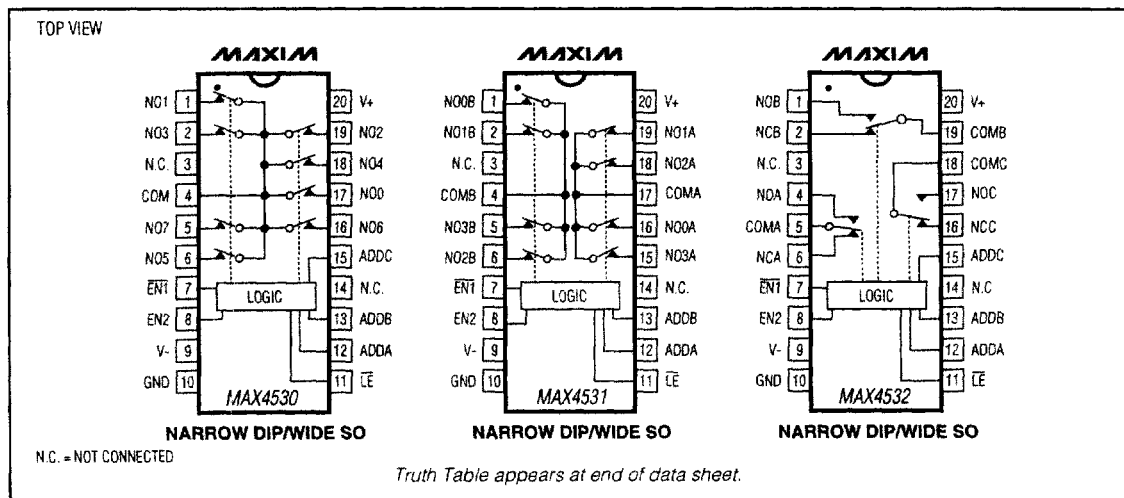 TOP VIEW
MAXIM
NO1 1 20 V+
NO3 2 19 NO2
N.C. 3 18 NO4
COM 4 17 NO0
NO7 5 16 NO6
NO5 6 15 ADDC
E̅N̅1̅ 7 LOGIC 14 N.C.
EN2 8 13 ADDB
V- 9 12 ADDA
GND 10 11 L̅E̅
MAX4530
NARROW DIP/WIDE SO
MAXIM
NO0B 1 20 V+
NO1B 2 19 NO1A
N.C. 3 18 NO2A
COMB 4 17 COMA
NO3B 5 16 NO0A
NO2B 6 15 NO3A
E̅N̅1̅ 7 LOGIC 14 N.C.
EN2 8 13 ADDB
V- 9 12 ADDA
GND 10 11 L̅E̅
MAX4531
NARROW DIP/WIDE SO
MAXIM
NOB 1 20 V+
NCB 2 19 COMB
N.C. 3 18 COMC
NOA 4 17 NOC
COMA 5 16 NCC
NCA 6 15 ADDC
E̅N̅1̅ 7 LOGIC 14 N.C
EN2 8 13 ADDB
V- 9 12 ADDA
GND 10 11 L̅E̅
MAX4532
NARROW DIP/WIDE SO
N.C. = NOT CONNECTED
Truth Table appears at end of data sheet.